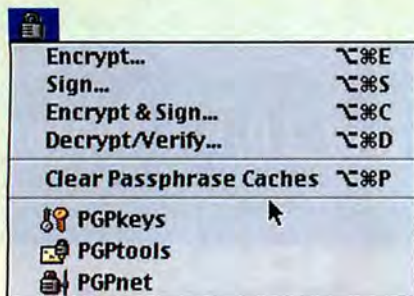 Encrypt... ⌥⌘E
Sign... ⌥⌘S
Encrypt & Sign... ⌥⌘C
Decrypt/Verify... ⌥⌘D
Clear Passphrase Caches ⌥⌘P
PGPkeys
PGPtools
PGPnet